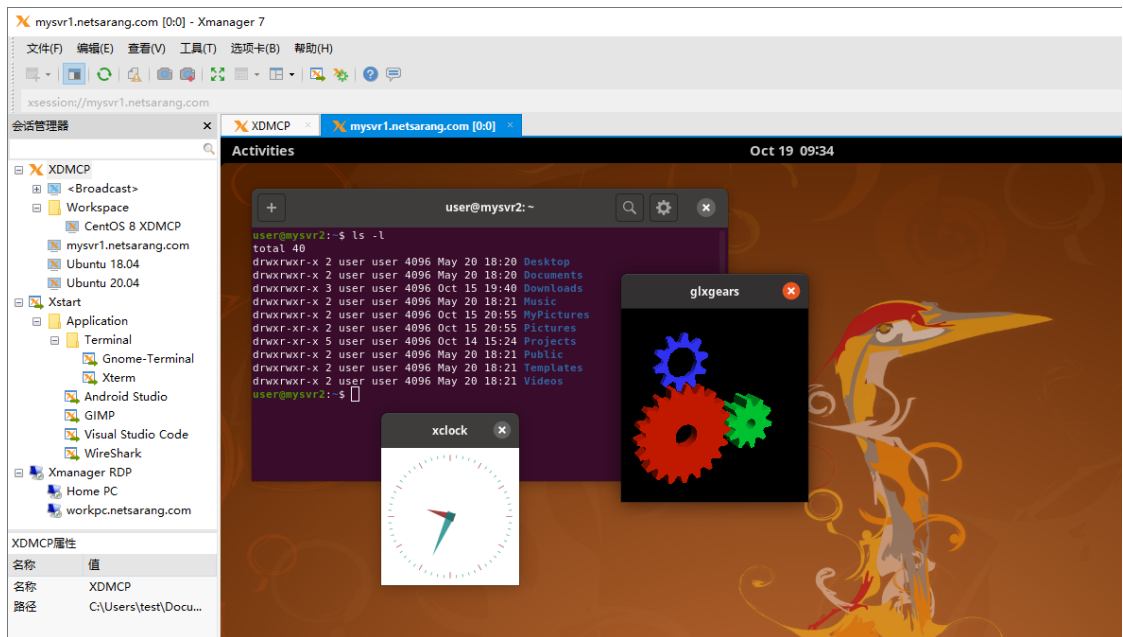 mysvr1.netsarang.com [0:0] - Xmanager 7
文件(F) 编辑(E) 查看(V) 工具(T) 选项卡(B) 帮助(H)
xsession://mysvr1.netsarang.com
会话管理器
XDMCP
<Broadcast>
Workspace
CentOS 8 XDMCP
mysvr1.netsarang.com
Ubuntu 18.04
Ubuntu 20.04
Xstart
Application
Terminal
Gnome-Terminal
Xterm
Android Studio
GIMP
Visual Studio Code
WireShark
Xmanager RDP
Home PC
workpc.netsarang.com
XDMCP属性
名称 值
名称 XDMCP
路径 C:\Users\test\Docu...
XDMCP mysvr1.netsarang.com [0:0]
Activities Oct 19 09:34
user@mysvr2: ~
user@mysvr2:~$ ls -l
total 40
drwxrwxr-x 2 user user 4096 May 20 18:20 Desktop
drwxrwxr-x 2 user user 4096 May 20 18:20 Documents
drwxrwxr-x 3 user user 4096 Oct 15 19:40 Downloads
drwxrwxr-x 2 user user 4096 May 20 18:21 Music
drwxrwxr-x 2 user user 4096 Oct 15 20:55 MyPictures
drwxr-xr-x 2 user user 4096 Oct 15 20:55 Pictures
drwxr-xr-x 5 user user 4096 Oct 14 15:24 Projects
drwxrwxr-x 2 user user 4096 May 20 18:21 Public
drwxrwxr-x 2 user user 4096 May 20 18:21 Templates
drwxrwxr-x 2 user user 4096 May 20 18:21 Videos
user@mysvr2:~$
glxgears
xclock